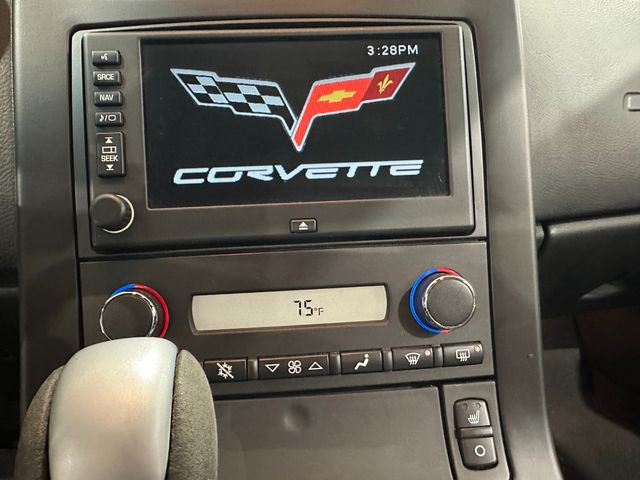 3:28PM
SRCE
NAV
SEEK
CORVETTE
75°F